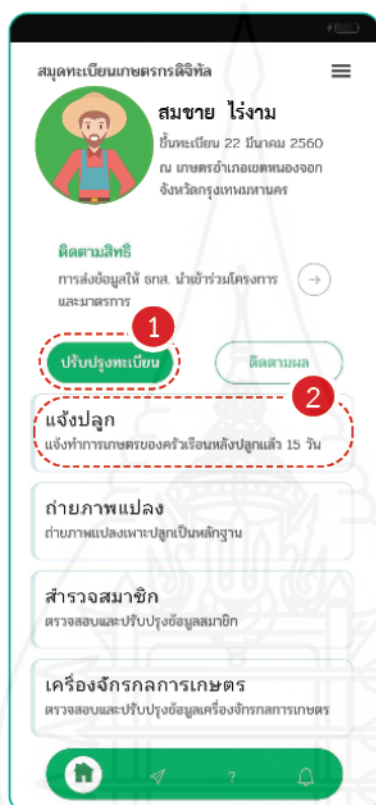 สมุดทะเบียนเกษตรกรดิจิทัล
สมชาย ไร่งาม
ขึ้นทะเบียน 22 มีนาคม 2560
ณ เกษตรอำเภอเขตหนองจอก
จังหวัดกรุงเทพมหานคร
ติดตามสิทธิ์
การส่งข้อมูลให้ ธกส. นำเข้าร่วมโครงการ
และมาตรการ
1
ปรับปรุงทะเบียน
ติดตามผล
2
แจ้งปลูก
แจ้งทำการเกษตรของครัวเรือนหลังปลูกแล้ว 15 วัน
ถ่ายภาพแปลง
ถ่ายภาพแปลงเพาะปลูกเป็นหลักฐาน
สำรวจสมาชิก
ตรวจสอบและปรับปรุงข้อมูลสมาชิก
เครื่องจักรกลการเกษตร
ตรวจสอบและปรับปรุงข้อมูลเครื่องจักรกลการเกษตร
?